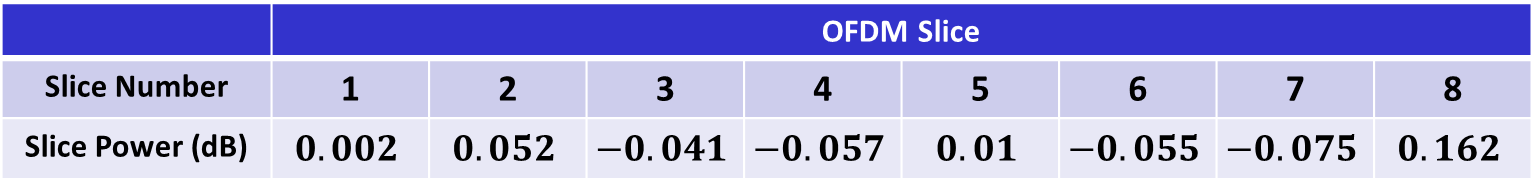 OFDM Slice
Slice Number 1 2 3 4 5 6 7 8
Slice Power (dB) 0.002 0.052 −0.041 −0.057 0.01 −0.055 −0.075 0.162